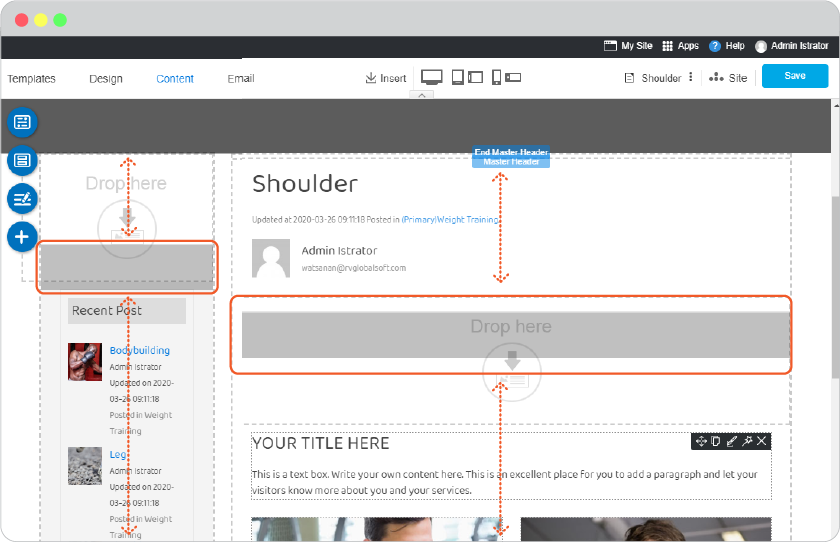 My Site Apps Help Admin Istrator
Templates Design Content Email Insert Shoulder Site Save
End Master Header
Master Header
Drop here
Shoulder
Updated at 2020-03-26 09:11:18 Posted in (Primary)Weight Training
Admin Istrator
watsanan@rvglobalsoft.com
Drop here
Recent Post
Bodybuilding
Admin Istrator
Updated on 2020-
03-26 09:11:18
Posted in Weight
Training
Leg
Admin Istrator
Updated on 2020-
03-26 09:11:18
Posted in Weight
Training
YOUR TITLE HERE
This is a text box. Write your own content here. This is an excellent place for you to add a paragraph and let your
visitors know more about you and your services.